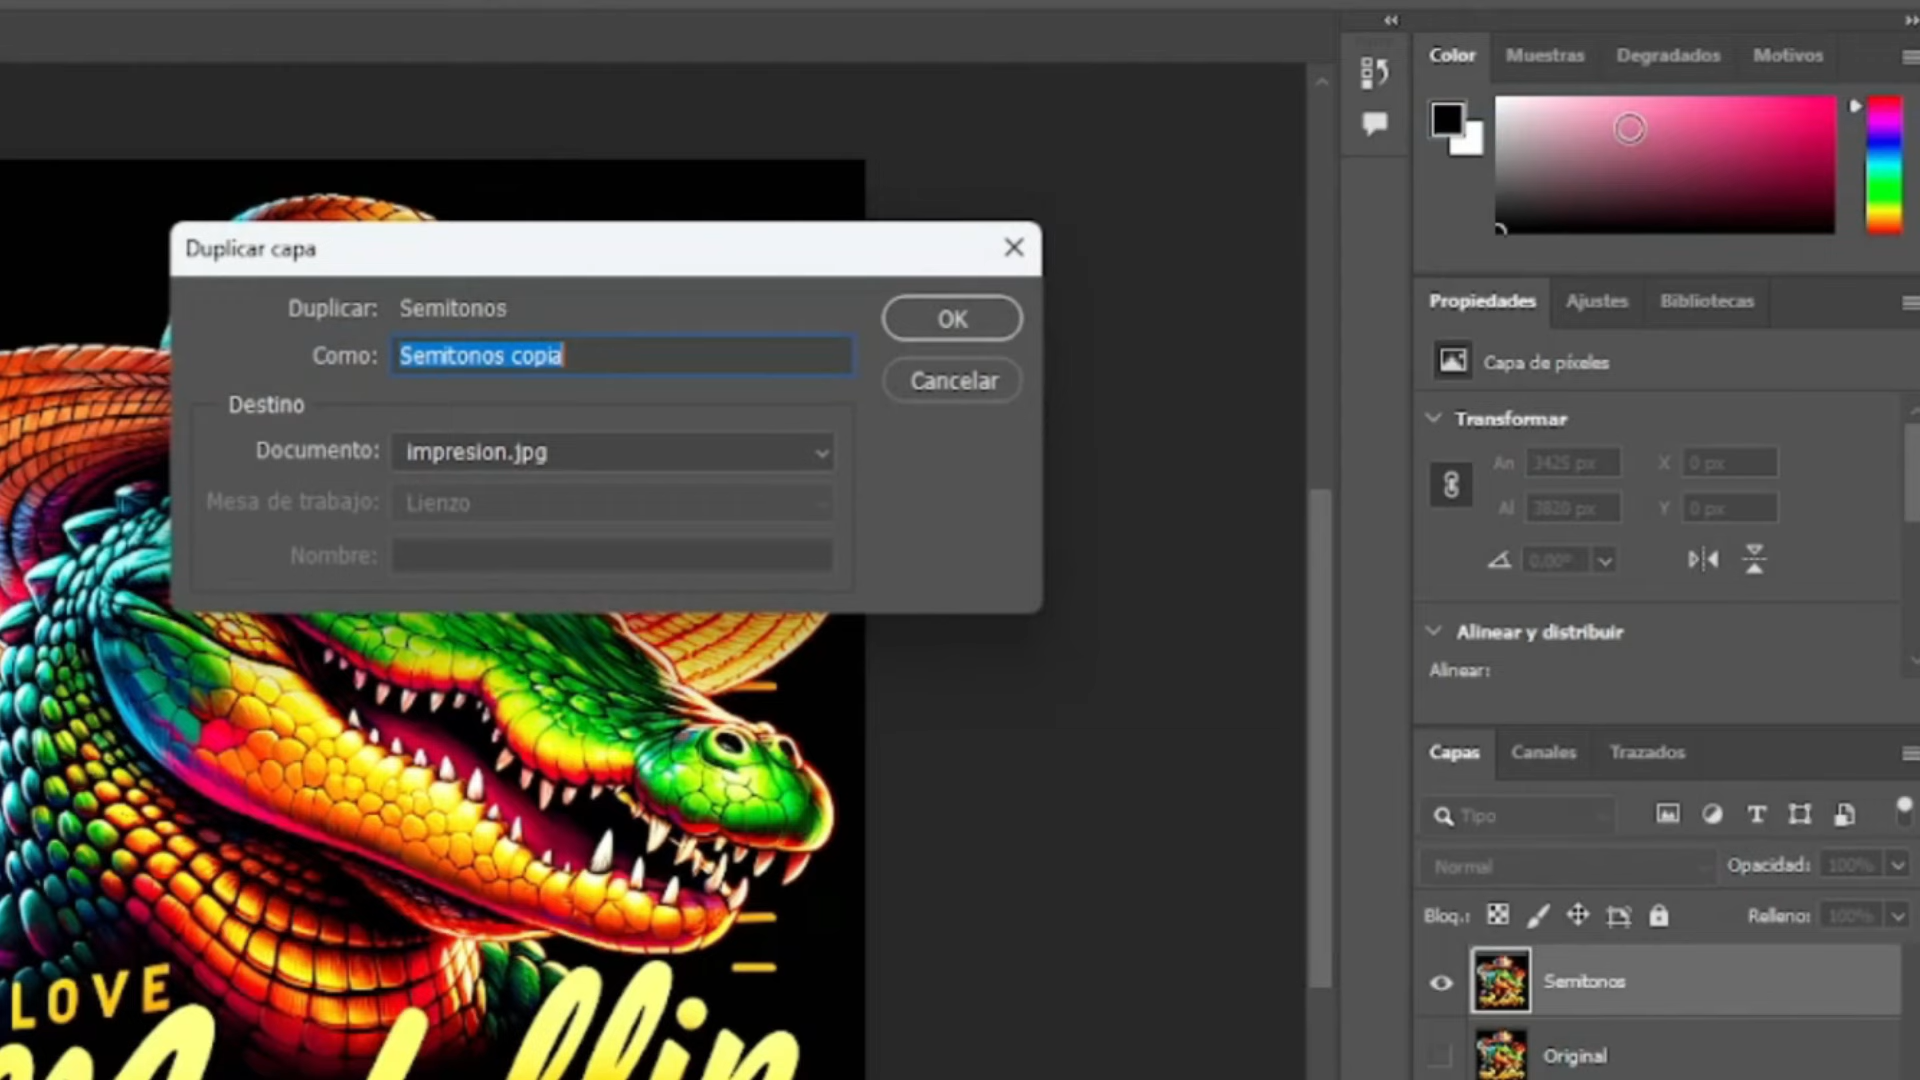 Color Muestras Degradados Motivos
Duplicar capa
Duplicar: Semitonos
OK
Como: Semitonos copia
Cancelar
Destino
Documento: impresion.jpg
Mesa de trabajo: Lienzo
Nombre:
Propiedades Ajustes Bibliotecas
Capa de píxeles
Transformar
An 3425 px X 0 px
Al 3820 px Y 0 px
0.00°
Alinear y distribuir
Alinear:
Capas Canales Trazados
Tipo
Normal Opacidad: 100%
Bloq.: Relleno: 100%
Semitonos
Original
LOVE